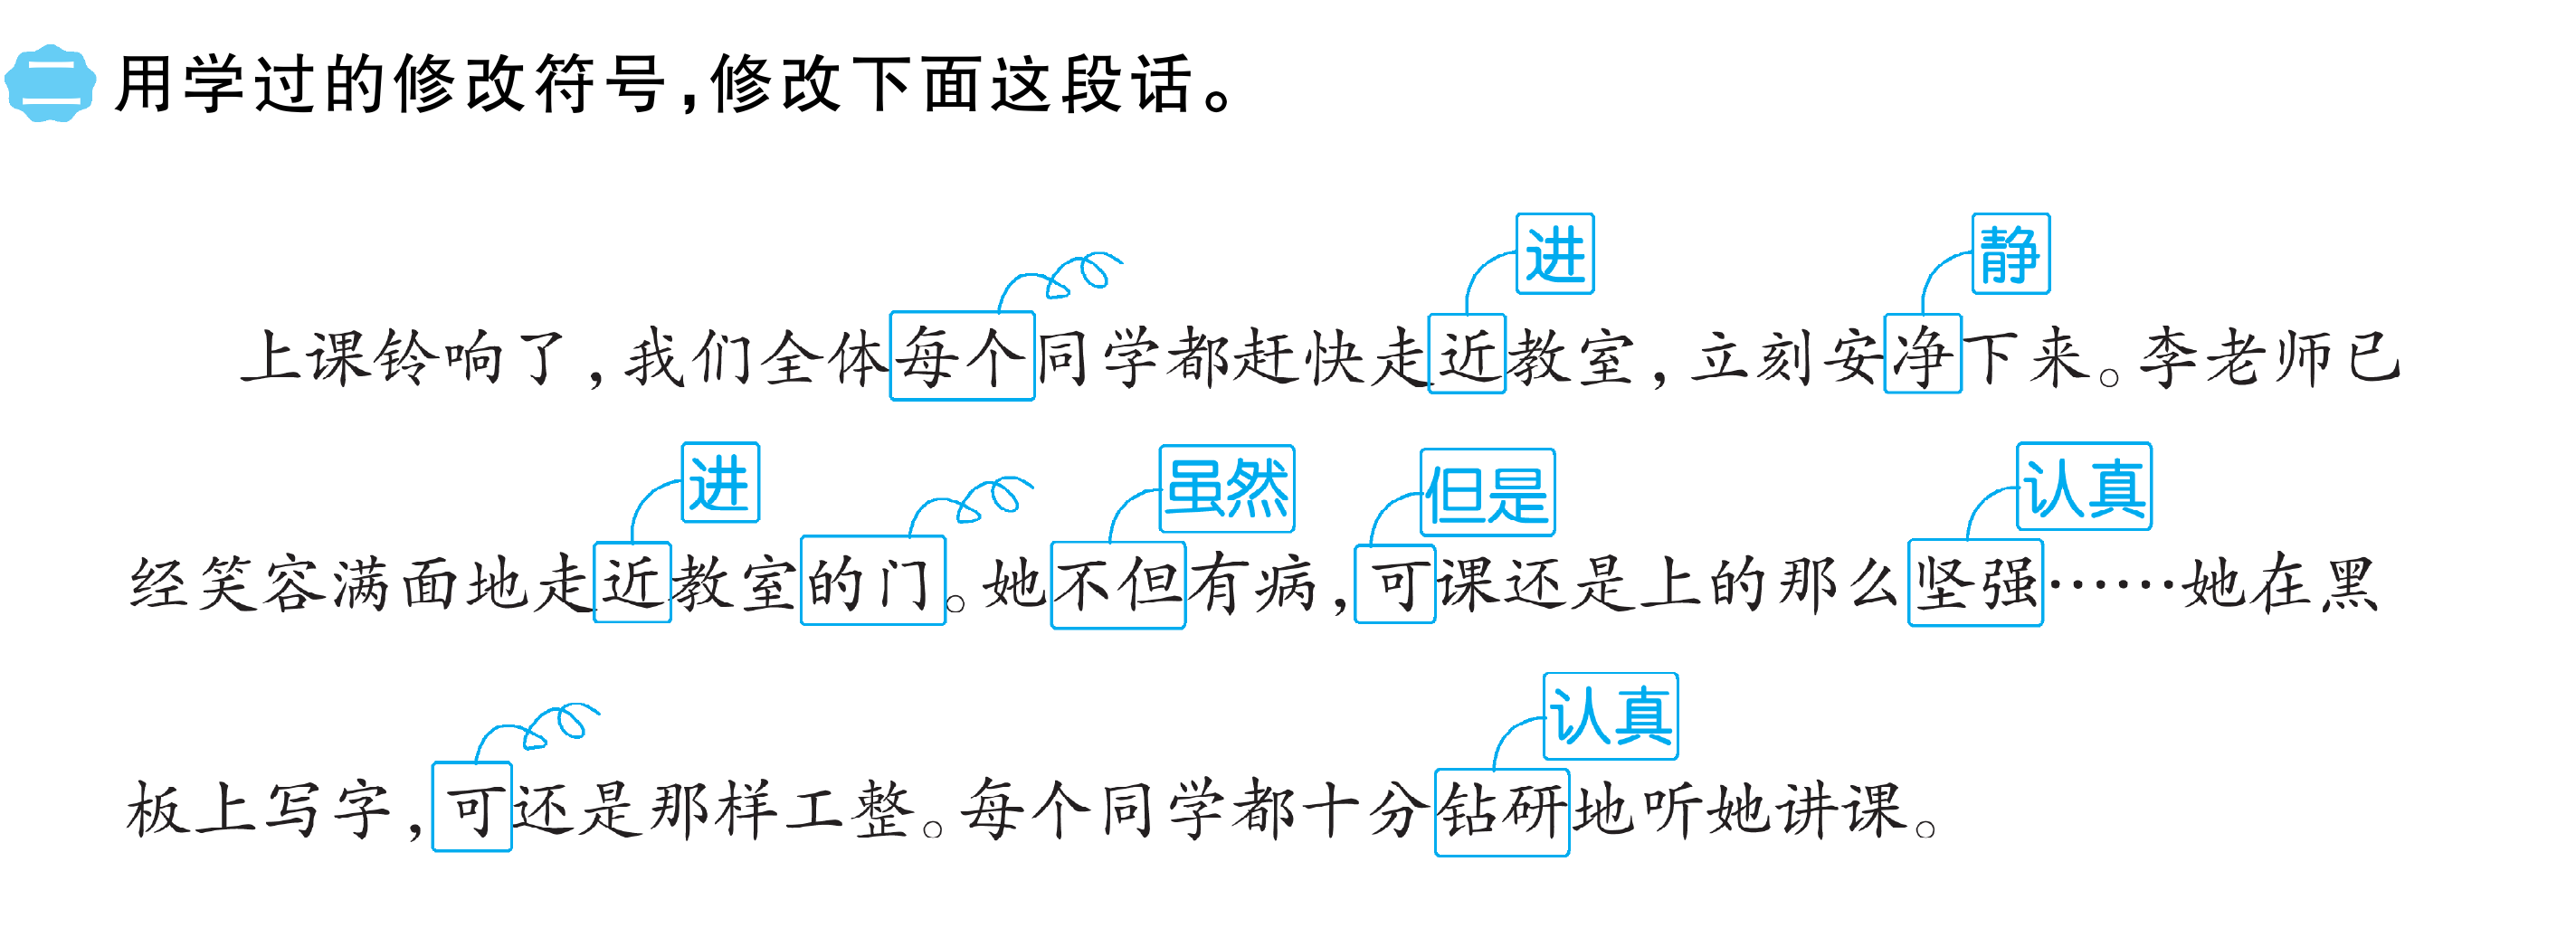 二 用学过的修改符号,修改下面这段话。
进 静
上课铃响了,我们全体每个同学都赶快走近教室,立刻安净下来。李老师已
进 虽然 但是 认真
经笑容满面地走近教室的门。她不但有病,可课还是上的那么坚强……她在黑
认真
板上写字,可还是那样工整。每个同学都十分钻研地听她讲课。